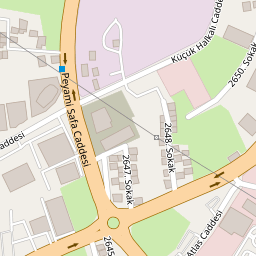 Küçük Halkalı Caddesi
2650. Sokak
Peyami Safa Caddesi
Caddesi
2648. Sokak
2647. Sokak
2645
Atlas Caddesi